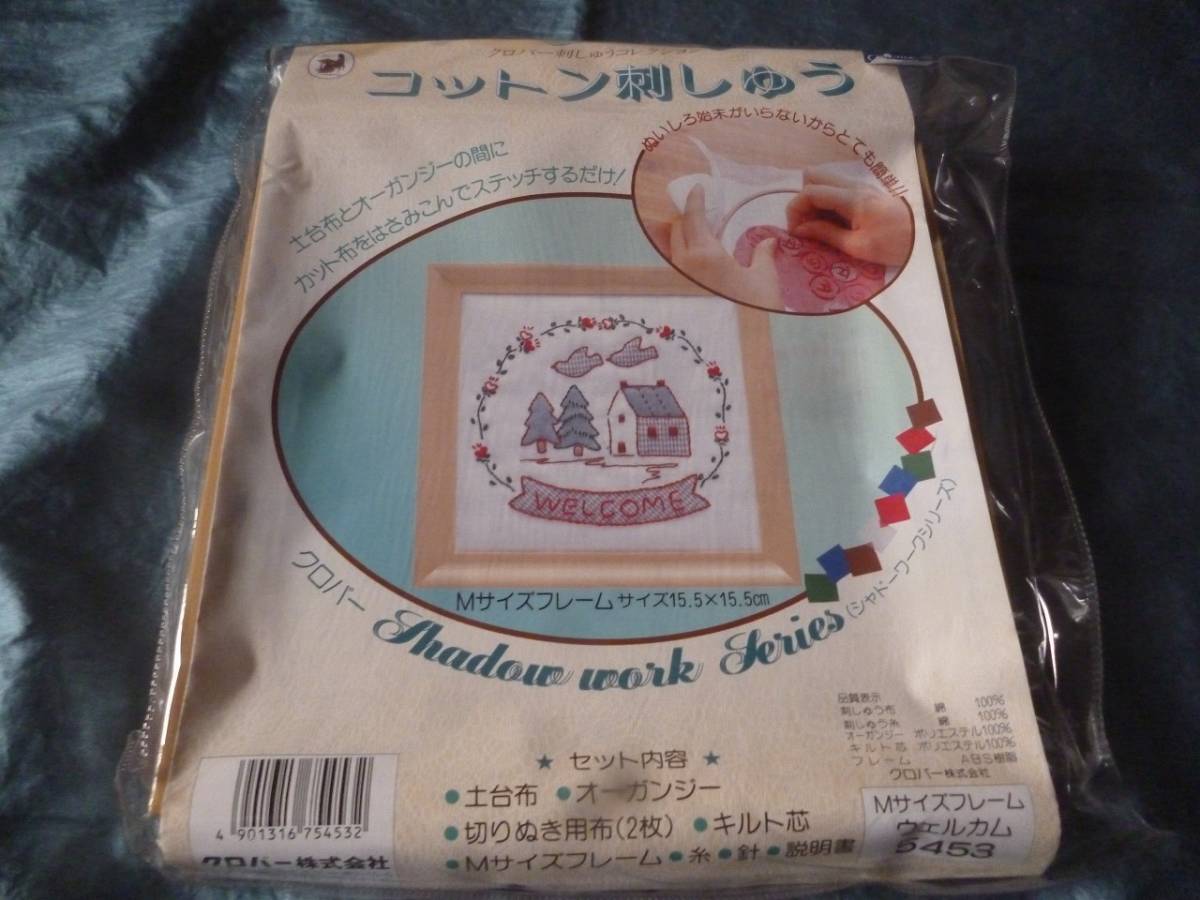 クロバー刺しゅうコレクション
コットン刺しゅう
ぬいしろ始末がいらないからとても簡単!!
土台布とオーガンジーの間に
カット布をはさみこんでステッチするだけ!
WELCOME
Mサイズフレーム サイズ15.5×15.5cm
クロバー Shadow work Series (シャドーワークシリーズ)
品質表示
刺しゅう布 綿 100%
刺しゅう糸 綿 100%
オーガンジー ポリエステル100%
キルト芯 ポリエステル100%
フレーム ABS樹脂
クロバー株式会社
★ セット内容 ★
●土台布 ●オーガンジー
●切りぬき用布(2枚) ●キルト芯
●Mサイズフレーム●糸●針●説明書
4 901316 754532
クロバー株式会社
Mサイズフレーム
ウェルカム
5453